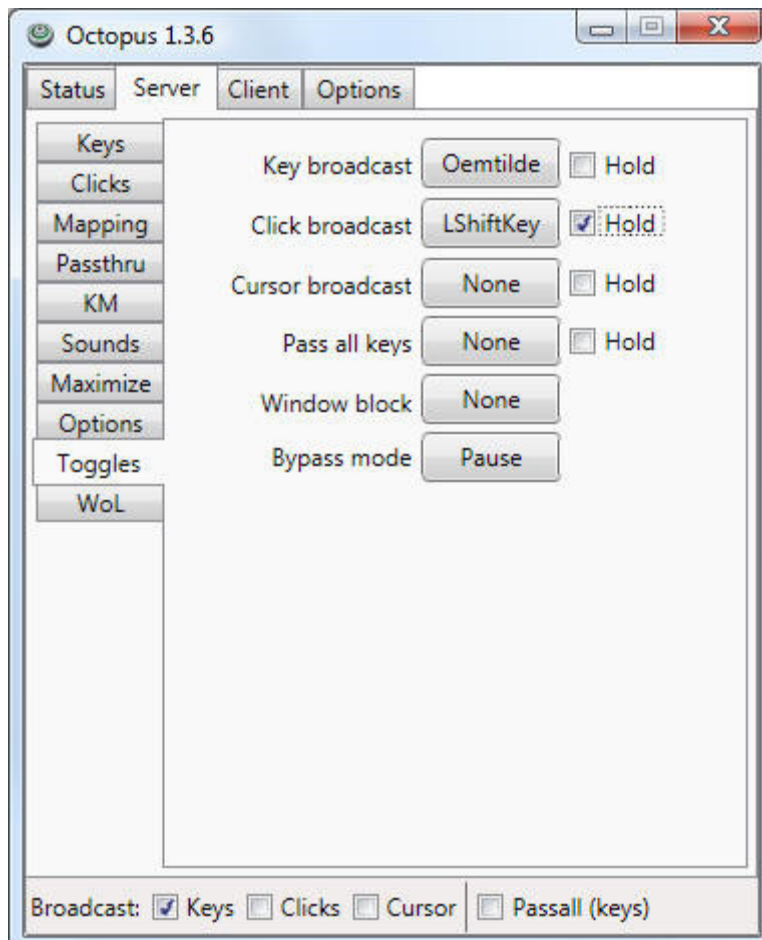 Octopus 1.3.6
Status Server Client Options
Keys
Clicks
Mapping
Passthru
KM
Sounds
Maximize
Options
Toggles
WoL
Key broadcast Oemtilde Hold
Click broadcast LShiftKey Hold
Cursor broadcast None Hold
Pass all keys None Hold
Window block None
Bypass mode Pause
Broadcast: Keys Clicks Cursor Passall (keys)